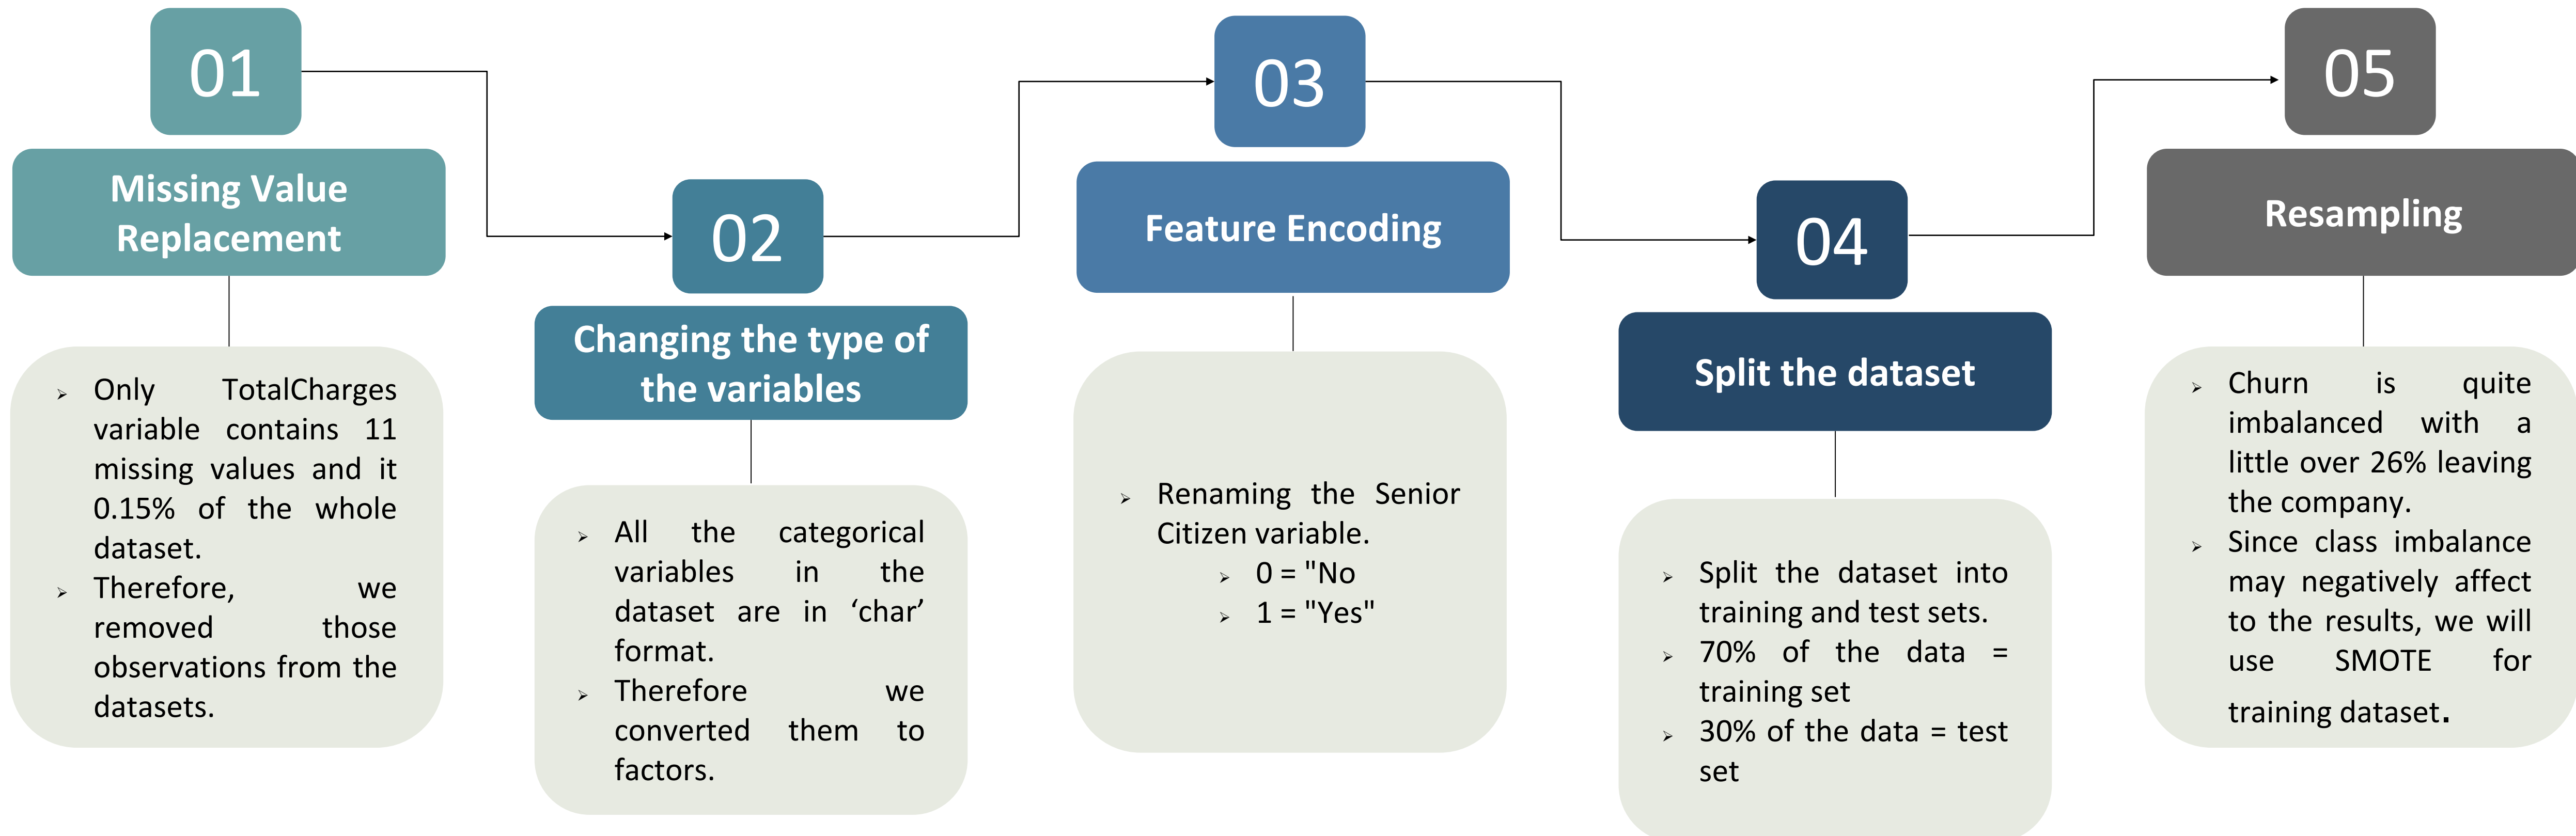 01
Missing Value
Replacement
➢ Only TotalCharges
variable contains 11
missing values and it
0.15% of the whole
dataset.
➢ Therefore, we
removed those
observations from the
datasets.
02
Changing the type of
the variables
➢ All the categorical
variables in the
dataset are in ‘char’
format.
➢ Therefore we
converted them to
factors.
03
Feature Encoding
➢ Renaming the Senior
Citizen variable.
➢ 0 = "No
➢ 1 = "Yes"
04
Split the dataset
➢ Split the dataset into
training and test sets.
➢ 70% of the data =
training set
➢ 30% of the data = test
set
05
Resampling
➢ Churn is quite
imbalanced with a
little over 26% leaving
the company.
➢ Since class imbalance
may negatively affect
to the results, we will
use SMOTE for
training dataset.